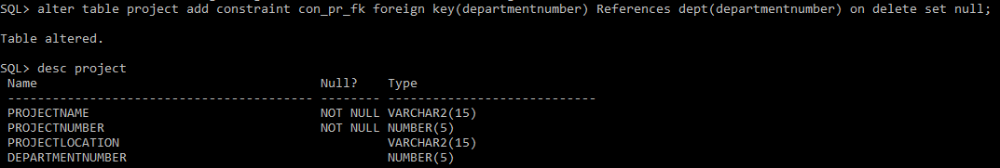 SQL> alter table project add constraint con_pr_fk foreign key(departmentnumber) References dept(departmentnumber) on delete set null;
Table altered.
SQL> desc project
 Name                                      Null?    Type
 ----------------------------------------- -------- ----------------------------
 PROJECTNAME                               NOT NULL VARCHAR2(15)
 PROJECTNUMBER                             NOT NULL NUMBER(5)
 PROJECTLOCATION                                    VARCHAR2(15)
 DEPARTMENTNUMBER                                   NUMBER(5)